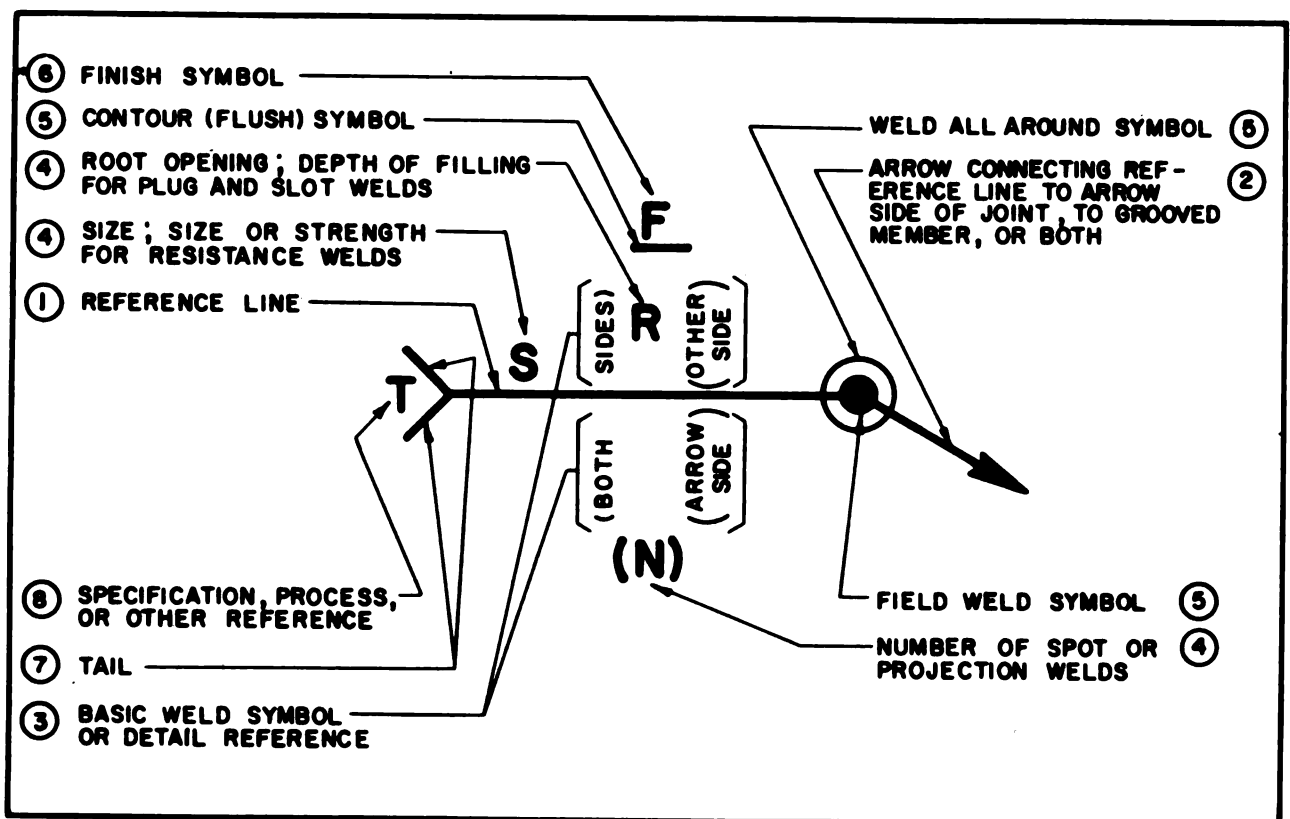 6 FINISH SYMBOL
5 CONTOUR (FLUSH) SYMBOL
4 ROOT OPENING; DEPTH OF FILLING
FOR PLUG AND SLOT WELDS
4 SIZE; SIZE OR STRENGTH
FOR RESISTANCE WELDS
1 REFERENCE LINE
8 SPECIFICATION, PROCESS,
OR OTHER REFERENCE
7 TAIL
3 BASIC WELD SYMBOL
OR DETAIL REFERENCE
F
R
S
T
(BOTH
SIDES)
(OTHER
SIDE)
(ARROW
SIDE)
(N)
WELD ALL AROUND SYMBOL 5
ARROW CONNECTING REF-
ERENCE LINE TO ARROW 2
SIDE OF JOINT, TO GROOVED
MEMBER, OR BOTH
FIELD WELD SYMBOL 5
NUMBER OF SPOT OR 4
PROJECTION WELDS